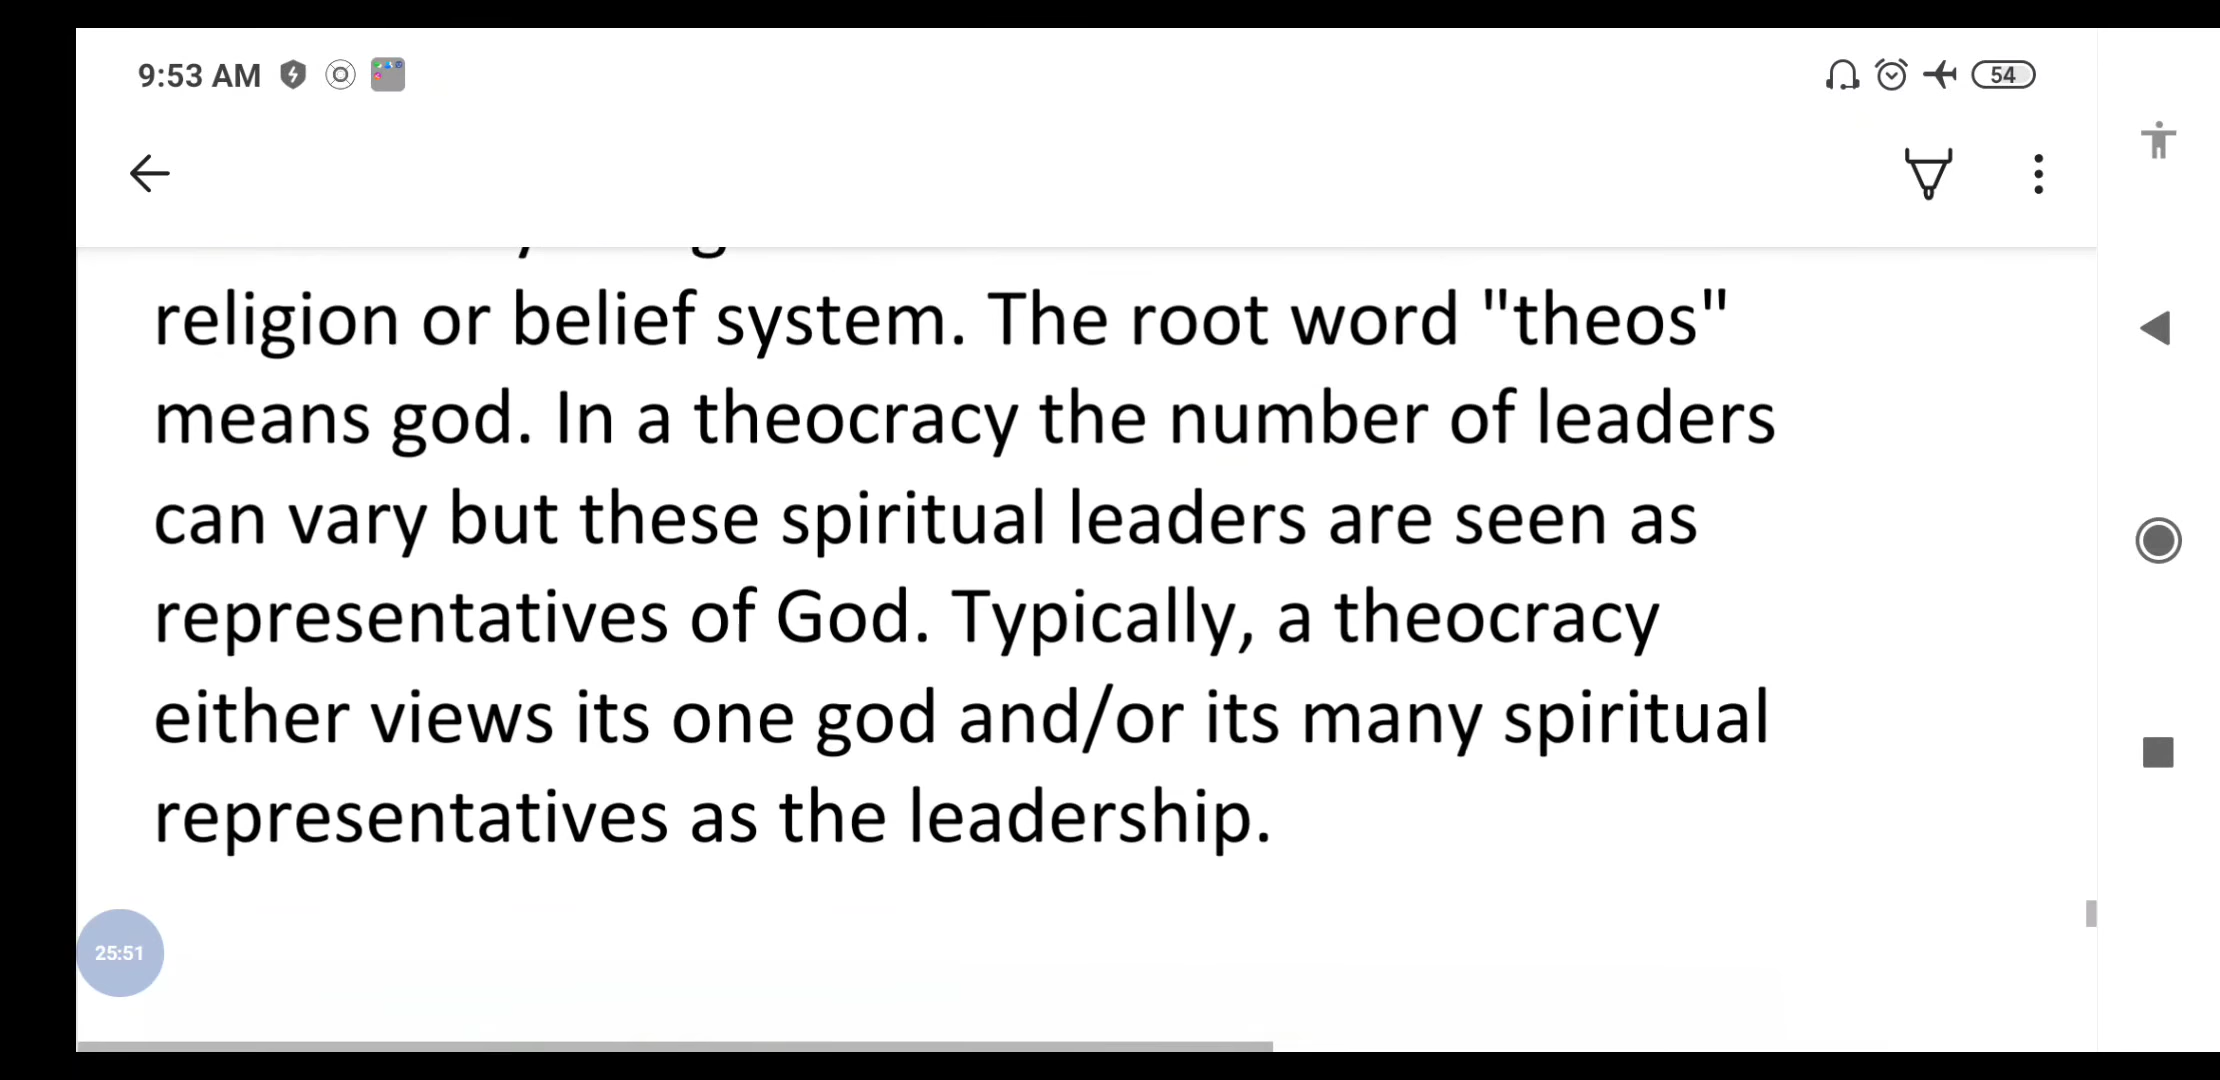 9:53 AM
54
religion or belief system. The root word "theos"
means god. In a theocracy the number of leaders
can vary but these spiritual leaders are seen as
representatives of God. Typically, a theocracy
either views its one god and/or its many spiritual
representatives as the leadership.
25:51